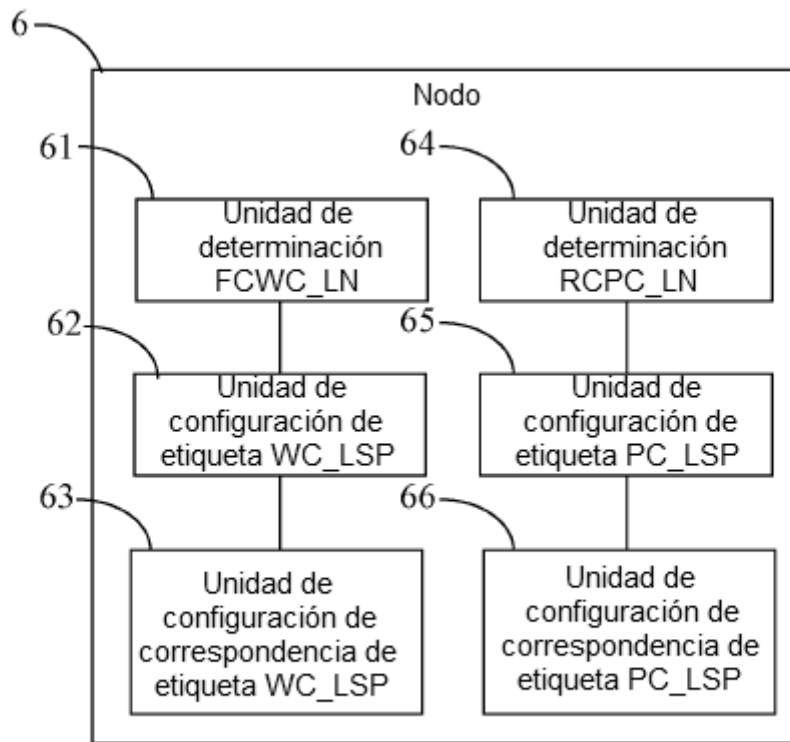 6
Nodo
61
Unidad de
determinación
FCWC_LN
64
Unidad de
determinación
RCPC_LN
62
Unidad de
configuración de
etiqueta WC_LSP
65
Unidad de
configuración de
etiqueta PC_LSP
63
Unidad de
configuración de
correspondencia de
etiqueta WC_LSP
66
Unidad de
configuración de
correspondencia de
etiqueta PC_LSP